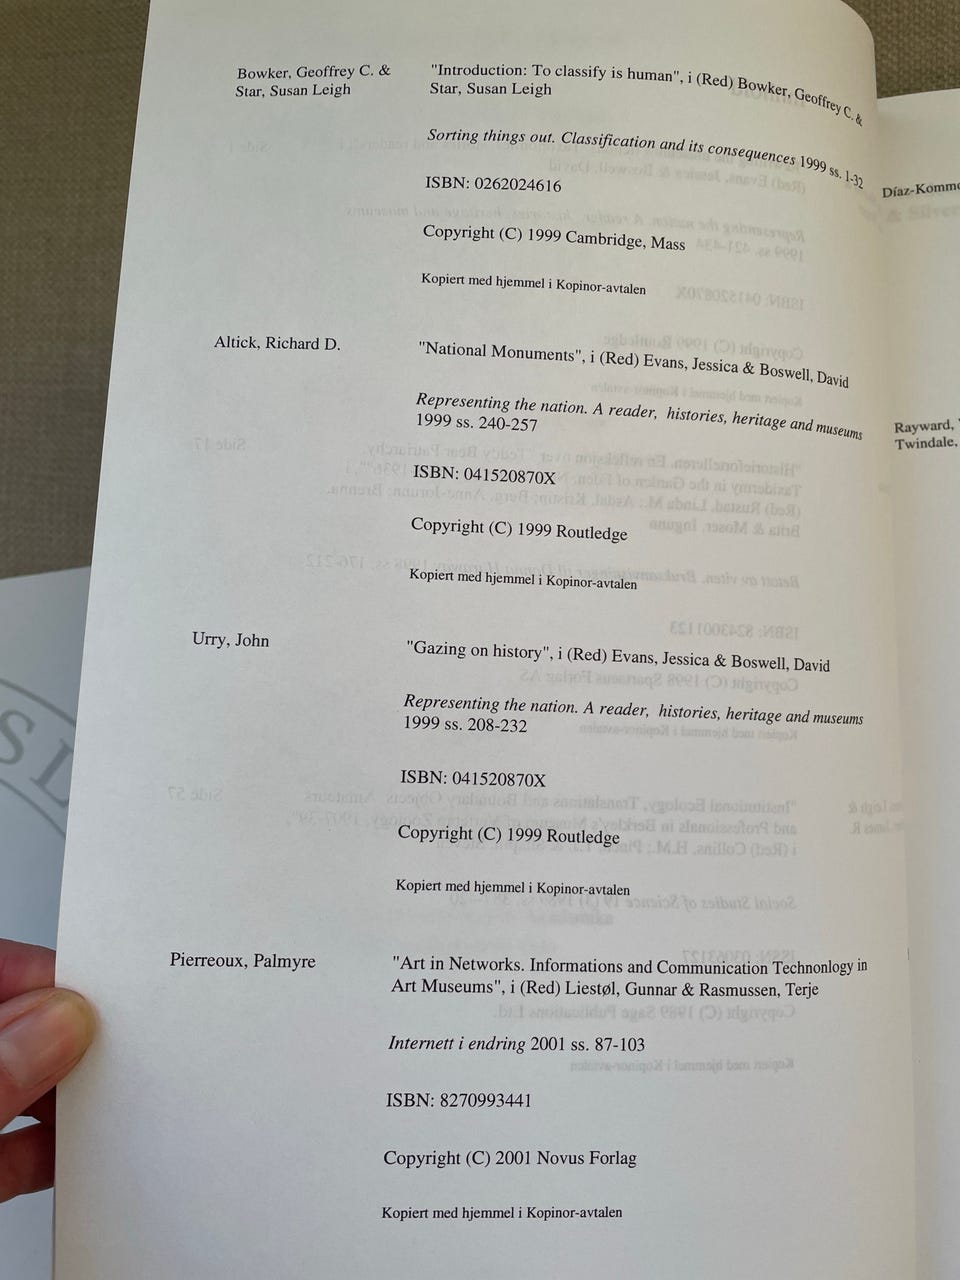 Bowker, Geoffrey C. &
Star, Susan Leigh
"Introduction: To classify is human", i (Red) Bowker, Geoffrey C. &
Star, Susan Leigh
Sorting things out. Classification and its consequences 1999 ss. 1-32
ISBN: 0262024616
Copyright (C) 1999 Cambridge, Mass
Kopiert med hjemmel i Kopinor-avtalen
Altick, Richard D.
"National Monuments", i (Red) Evans, Jessica & Boswell, David
Representing the nation. A reader, histories, heritage and museums
1999 ss. 240-257
ISBN: 041520870X
Copyright (C) 1999 Routledge
Kopiert med hjemmel i Kopinor-avtalen
Urry, John
"Gazing on history", i (Red) Evans, Jessica & Boswell, David
Representing the nation. A reader, histories, heritage and museums
1999 ss. 208-232
ISBN: 041520870X
Copyright (C) 1999 Routledge
Kopiert med hjemmel i Kopinor-avtalen
Pierreoux, Palmyre
"Art in Networks. Informations and Communication Technonlogy in
Art Museums", i (Red) Liestøl, Gunnar & Rasmussen, Terje
Internett i endring 2001 ss. 87-103
ISBN: 8270993441
Copyright (C) 2001 Novus Forlag
Kopiert med hjemmel i Kopinor-avtalen
Díaz-Kommo
Rayward,
Twindale,